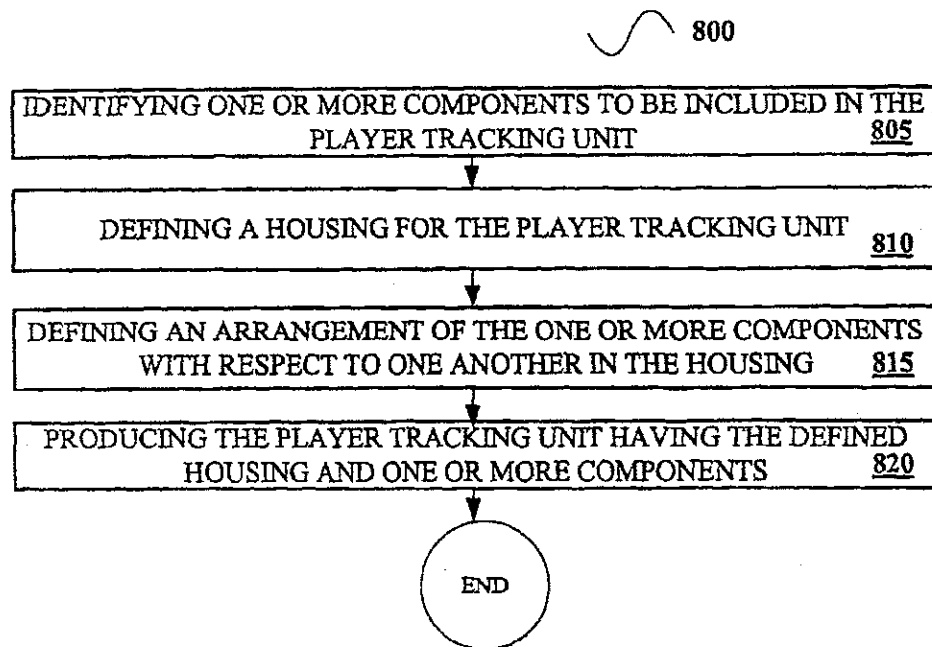 800
IDENTIFYING ONE OR MORE COMPONENTS TO BE INCLUDED IN THE
PLAYER TRACKING UNIT 805
DEFINING A HOUSING FOR THE PLAYER TRACKING UNIT
810
DEFINING AN ARRANGEMENT OF THE ONE OR MORE COMPONENTS
WITH RESPECT TO ONE ANOTHER IN THE HOUSING 815
PRODUCING THE PLAYER TRACKING UNIT HAVING THE DEFINED
HOUSING AND ONE OR MORE COMPONENTS 820
END